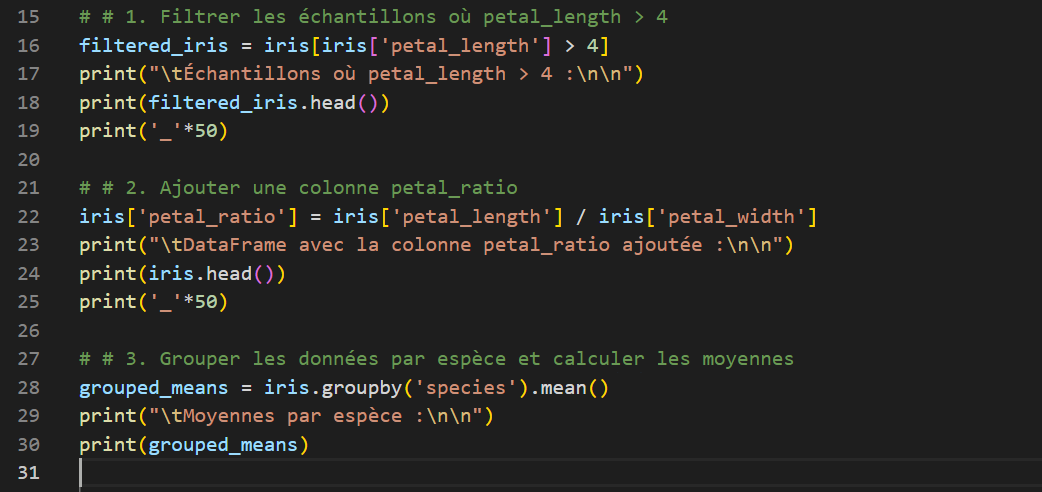 15 # # 1. Filtrer les échantillons où petal_length > 4
16 filtered_iris = iris[iris['petal_length'] > 4]
17 print("\tÉchantillons où petal_length > 4 :\n\n")
18 print(filtered_iris.head())
19 print('_'*50)
20
21 # # 2. Ajouter une colonne petal_ratio
22 iris['petal_ratio'] = iris['petal_length'] / iris['petal_width']
23 print("\tDataFrame avec la colonne petal_ratio ajoutée :\n\n")
24 print(iris.head())
25 print('_'*50)
26
27 # # 3. Grouper les données par espèce et calculer les moyennes
28 grouped_means = iris.groupby('species').mean()
29 print("\tMoyennes par espèce :\n\n")
30 print(grouped_means)
31